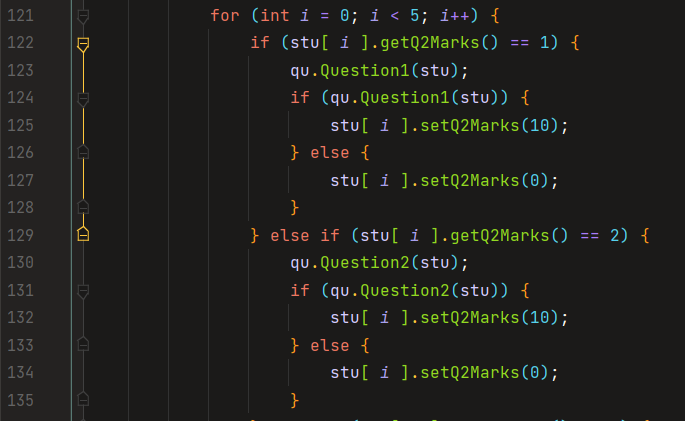 121 for (int i = 0; i < 5; i++) {
122 if (stu[ i ].getQ2Marks() == 1) {
123 qu.Question1(stu);
124 if (qu.Question1(stu)) {
125 stu[ i ].setQ2Marks(10);
126 } else {
127 stu[ i ].setQ2Marks(0);
128 }
129 } else if (stu[ i ].getQ2Marks() == 2) {
130 qu.Question2(stu);
131 if (qu.Question2(stu)) {
132 stu[ i ].setQ2Marks(10);
133 } else {
134 stu[ i ].setQ2Marks(0);
135 }